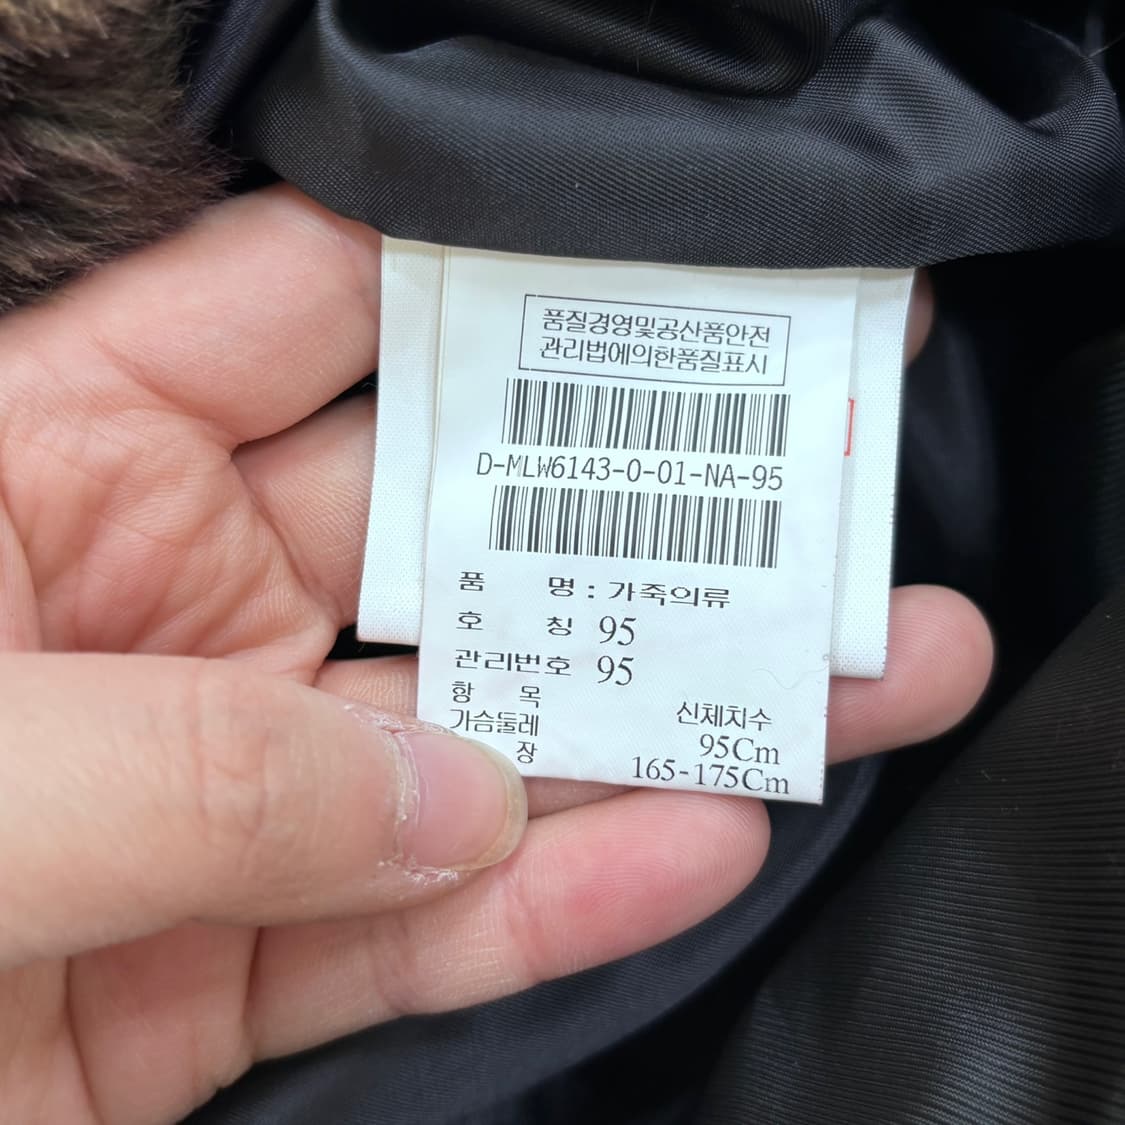 품질경영및공산품안전
관리법에의한품질표시
D-MLW6143-0-01-NA-95
품 명 : 가죽의류
호 칭 95
관리번호 95
항 목 신체치수
가슴둘레 95Cm
장 165-175Cm